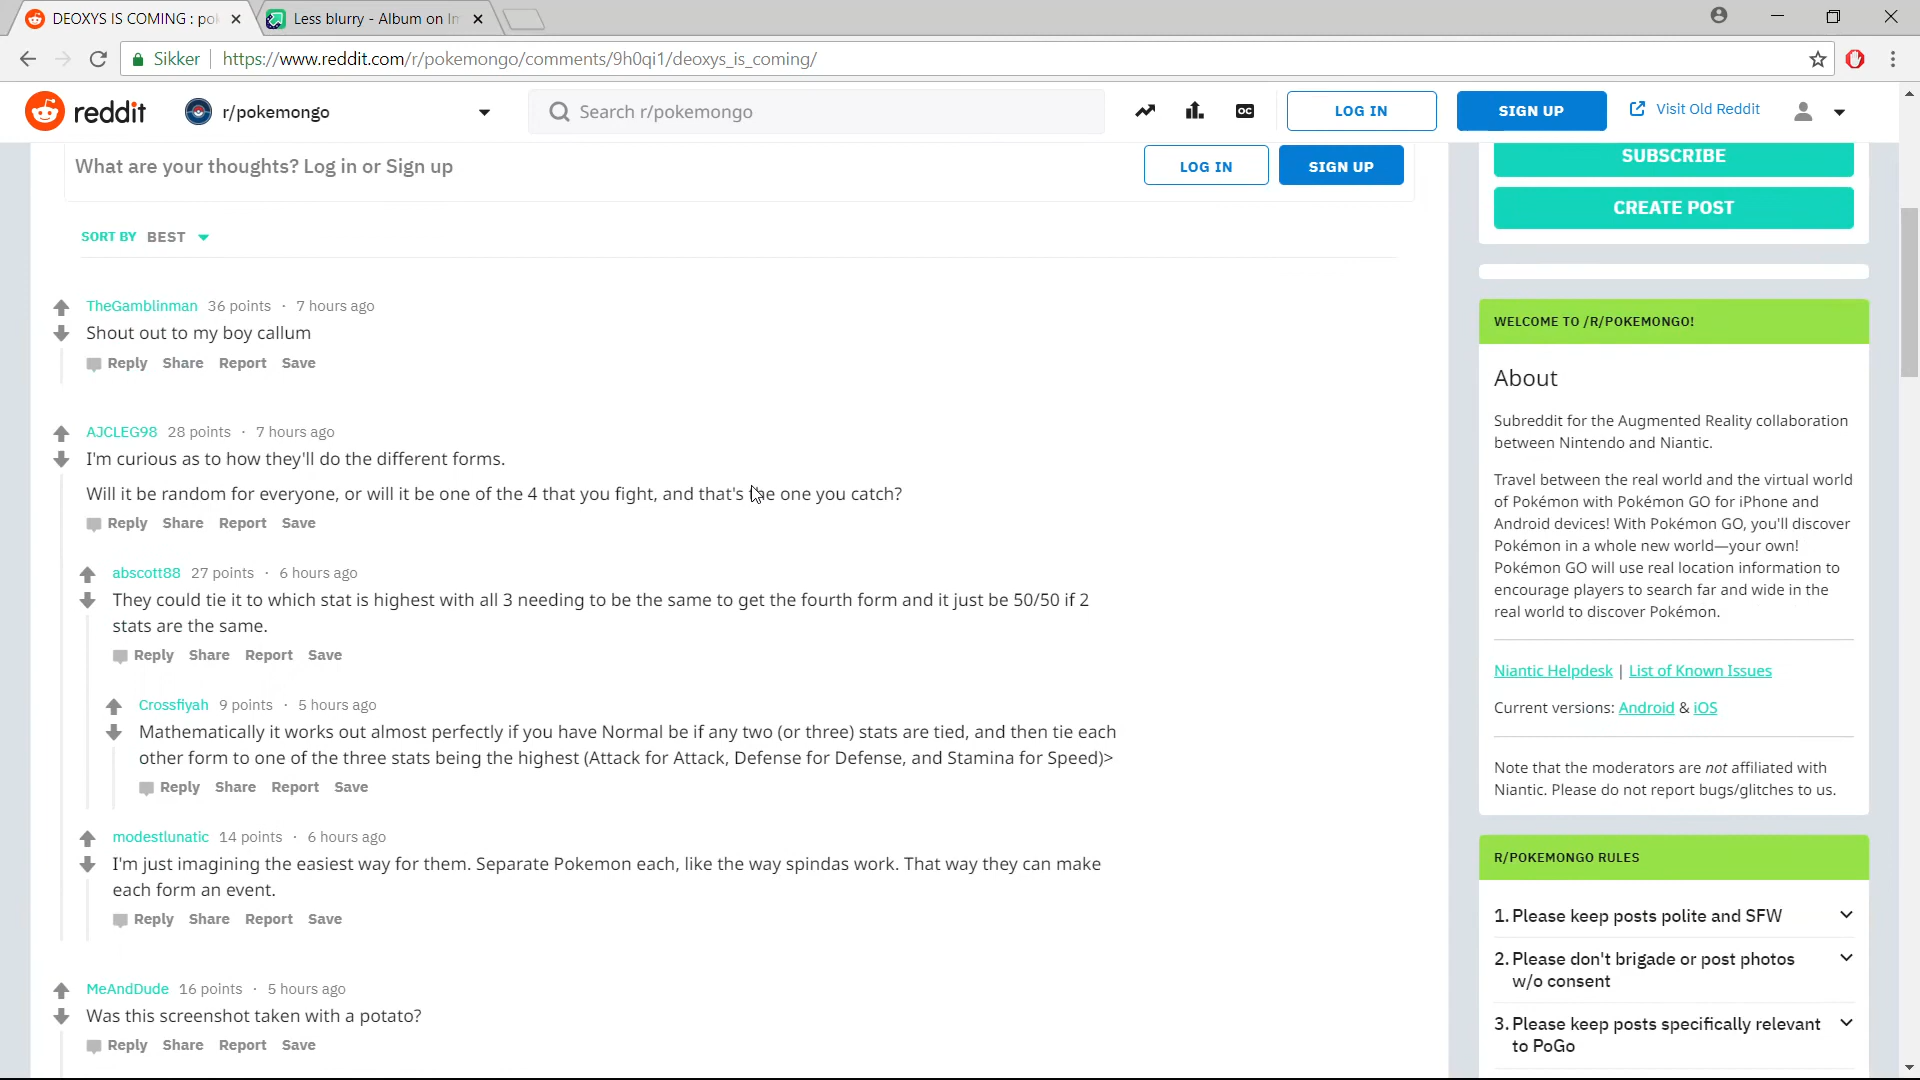 DEOXYS IS COMING : po
Less blurry - Album on I
Sikker
https://www.reddit.com/r/pokemongo/comments/9h0qi1/deoxys_is_coming/
reddit
r/pokemongo
Search r/pokemongo
OC
LOG IN
SIGN UP
Visit Old Reddit
What are your thoughts? Log in or Sign up
LOG IN
SIGN UP
SORT BY BEST
TheGamblinman 36 points · 7 hours ago
Shout out to my boy callum
Reply Share Report Save
AJCLEG98 28 points · 7 hours ago
I'm curious as to how they'll do the different forms.
Will it be random for everyone, or will it be one of the 4 that you fight, and that's the one you catch?
Reply Share Report Save
abscott88 27 points · 6 hours ago
They could tie it to which stat is highest with all 3 needing to be the same to get the fourth form and it just be 50/50 if 2
stats are the same.
Reply Share Report Save
Crossfiyah 9 points · 5 hours ago
Mathematically it works out almost perfectly if you have Normal be if any two (or three) stats are tied, and then tie each
other form to one of the three stats being the highest (Attack for Attack, Defense for Defense, and Stamina for Speed)>
Reply Share Report Save
modestlunatic 14 points · 6 hours ago
I'm just imagining the easiest way for them. Separate Pokemon each, like the way spindas work. That way they can make
each form an event.
Reply Share Report Save
MeAndDude 16 points · 5 hours ago
Was this screenshot taken with a potato?
Reply Share Report Save
SUBSCRIBE
CREATE POST
WELCOME TO /R/POKEMONGO!
About
Subreddit for the Augmented Reality collaboration
between Nintendo and Niantic.
Travel between the real world and the virtual world
of Pokémon with Pokémon GO for iPhone and
Android devices! With Pokémon GO, you'll discover
Pokémon in a whole new world—your own!
Pokémon GO will use real location information to
encourage players to search far and wide in the
real world to discover Pokémon.
Niantic Helpdesk | List of Known Issues
Current versions: Android & iOS
Note that the moderators are not affiliated with
Niantic. Please do not report bugs/glitches to us.
R/POKEMONGO RULES
1. Please keep posts polite and SFW
2. Please don't brigade or post photos
w/o consent
3. Please keep posts specifically relevant
to PoGo